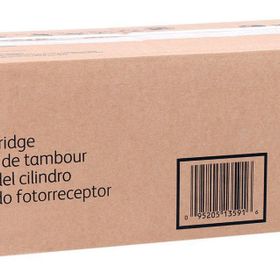 ridge
de tambour
del cilindro
do fotorreceptor
0 95205 13591 6